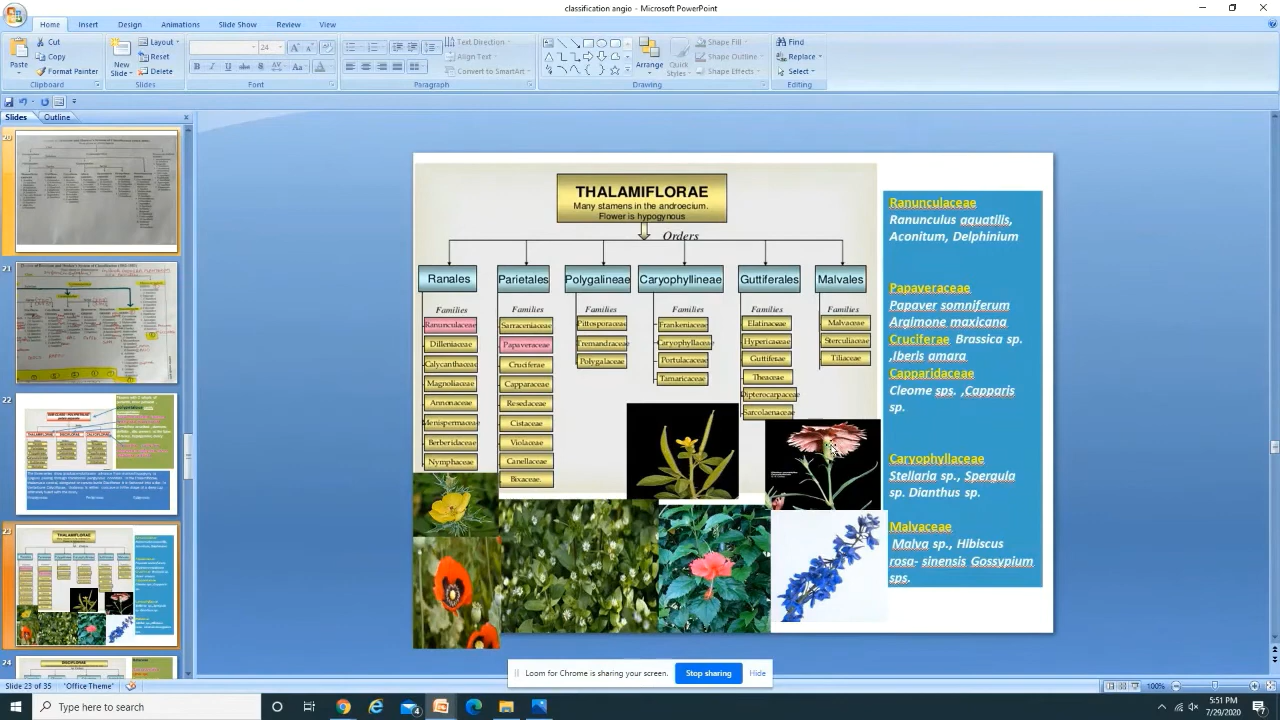 classification angio - Microsoft PowerPoint
Home Insert Design Animations Slide Show Review View
Cut
Copy
Format Painter
Paste
Clipboard
New Slide
Layout
Reset
Delete
Slides
24
Font
Text Direction
Align Text
Convert to SmartArt
Paragraph
Arrange
Quick Styles
Shape Fill
Shape Outline
Shape Effects
Drawing
Find
Replace
Select
Editing
Slides Outline
20
21
22
23
24
THALAMIFLORAE
Many stamens in the androecium.
Flower is hypogynous
Orders
Ranales Parietales Polygalineae Caryophyllineae Guttiferales Malvales
Families Families Families Families Families Families
Ranunculaceae
Dilleniaceae
Calycanthaceae
Magnoliaceae
Annonaceae
Menispermaceae
Berberidaceae
Nymphaceae
Sarraceniaceae
Papaveraceae
Cruciferae
Capparaceae
Resedaceae
Cistaceae
Violaceae
Canellaceae
Bixaceae
Pittosporaceae
Polygalaceae
Frankeniaceae
Caryophyllaceae
Portulacaceae
Tamaricaceae
Elatinaceae
Hypericaceae
Guttiferae
Theaceae
Dipterocarpaceae
Sarcolaenaceae
Malvaceae
Sterculiaceae
Tiliaceae
Ranunculaceae
Ranunculus aquatilis,
Aconitum, Delphinium
Papaveraceae
Papaver somniferum
Argimone maxicana
Cruciferae Brassica sp.
,Iberis amara
Capparidaceae
Cleome sps. ,Capparis
sp.
Caryophyllaceae
Stellaria sp., Spergula
sp. Dianthus sp.
Malvaceae
Malva sp., Hibiscus
rosa- sinensis Gossypium
sps.
Loom for Chrome is sharing your screen. Stop sharing Hide
Slide 23 of 35 "Office Theme" 100%
Type here to search
4
5:51 PM
7/29/2020
7